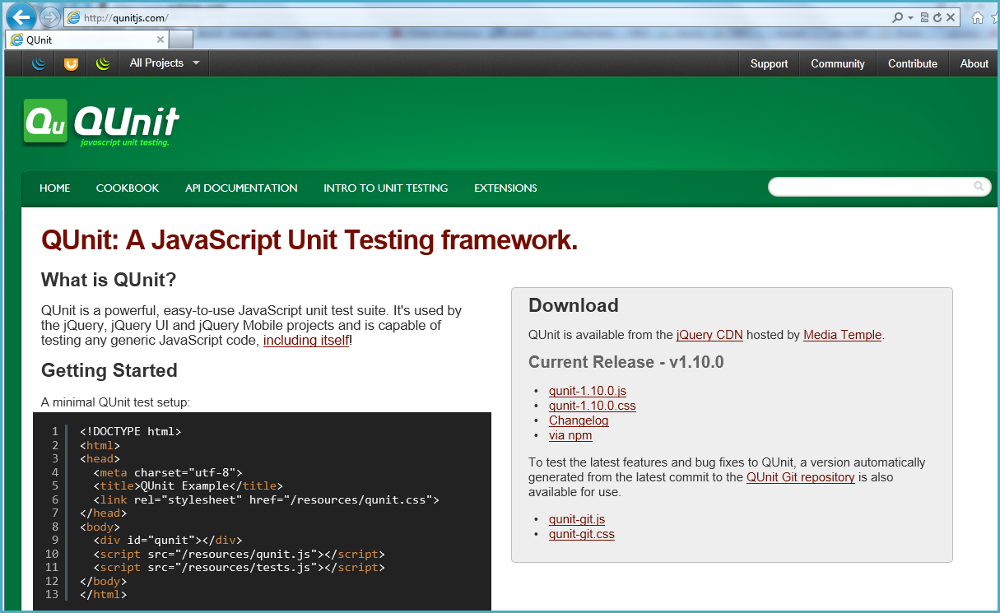 http://qunitjs.com/
QUnit
All Projects
Support
Community
Contribute
About
Qu QUnit
javascript unit testing.
HOME
COOKBOOK
API DOCUMENTATION
INTRO TO UNIT TESTING
EXTENSIONS
QUnit: A JavaScript Unit Testing framework.
What is QUnit?
QUnit is a powerful, easy-to-use JavaScript unit test suite. It's used by
the jQuery, jQuery UI and jQuery Mobile projects and is capable of
testing any generic JavaScript code, including itself!
Getting Started
A minimal QUnit test setup:
1 <!DOCTYPE html>
2 <html>
3 <head>
4 <meta charset="utf-8">
5 <title>QUnit Example</title>
6 <link rel="stylesheet" href="/resources/qunit.css">
7 </head>
8 <body>
9 <div id="qunit"></div>
10 <script src="/resources/qunit.js"></script>
11 <script src="/resources/tests.js"></script>
12 </body>
13 </html>
Download
QUnit is available from the jQuery CDN hosted by Media Temple.
Current Release - v1.10.0
• qunit-1.10.0.js
• qunit-1.10.0.css
• Changelog
• via npm
To test the latest features and bug fixes to QUnit, a version automatically
generated from the latest commit to the QUnit Git repository is also
available for use.
• qunit-git.js
• qunit-git.css